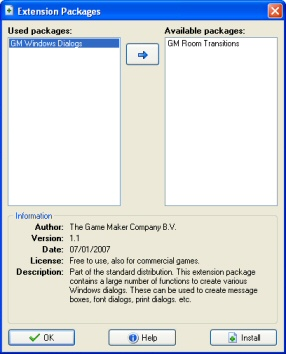 Extension Packages
Used packages:
Available packages:
GM Windows Dialogs
GM Room Transitions
Information
Author: The Game Maker Company B.V.
Version: 1.1
Date: 07/01/2007
License: Free to use, also for commercial games.
Description: Part of the standard distribution. This extension package
contains a large number of functions to create various
Windows dialogs. These can be used to create message
boxes, font dialogs, print dialogs. etc.
OK
Help
Install